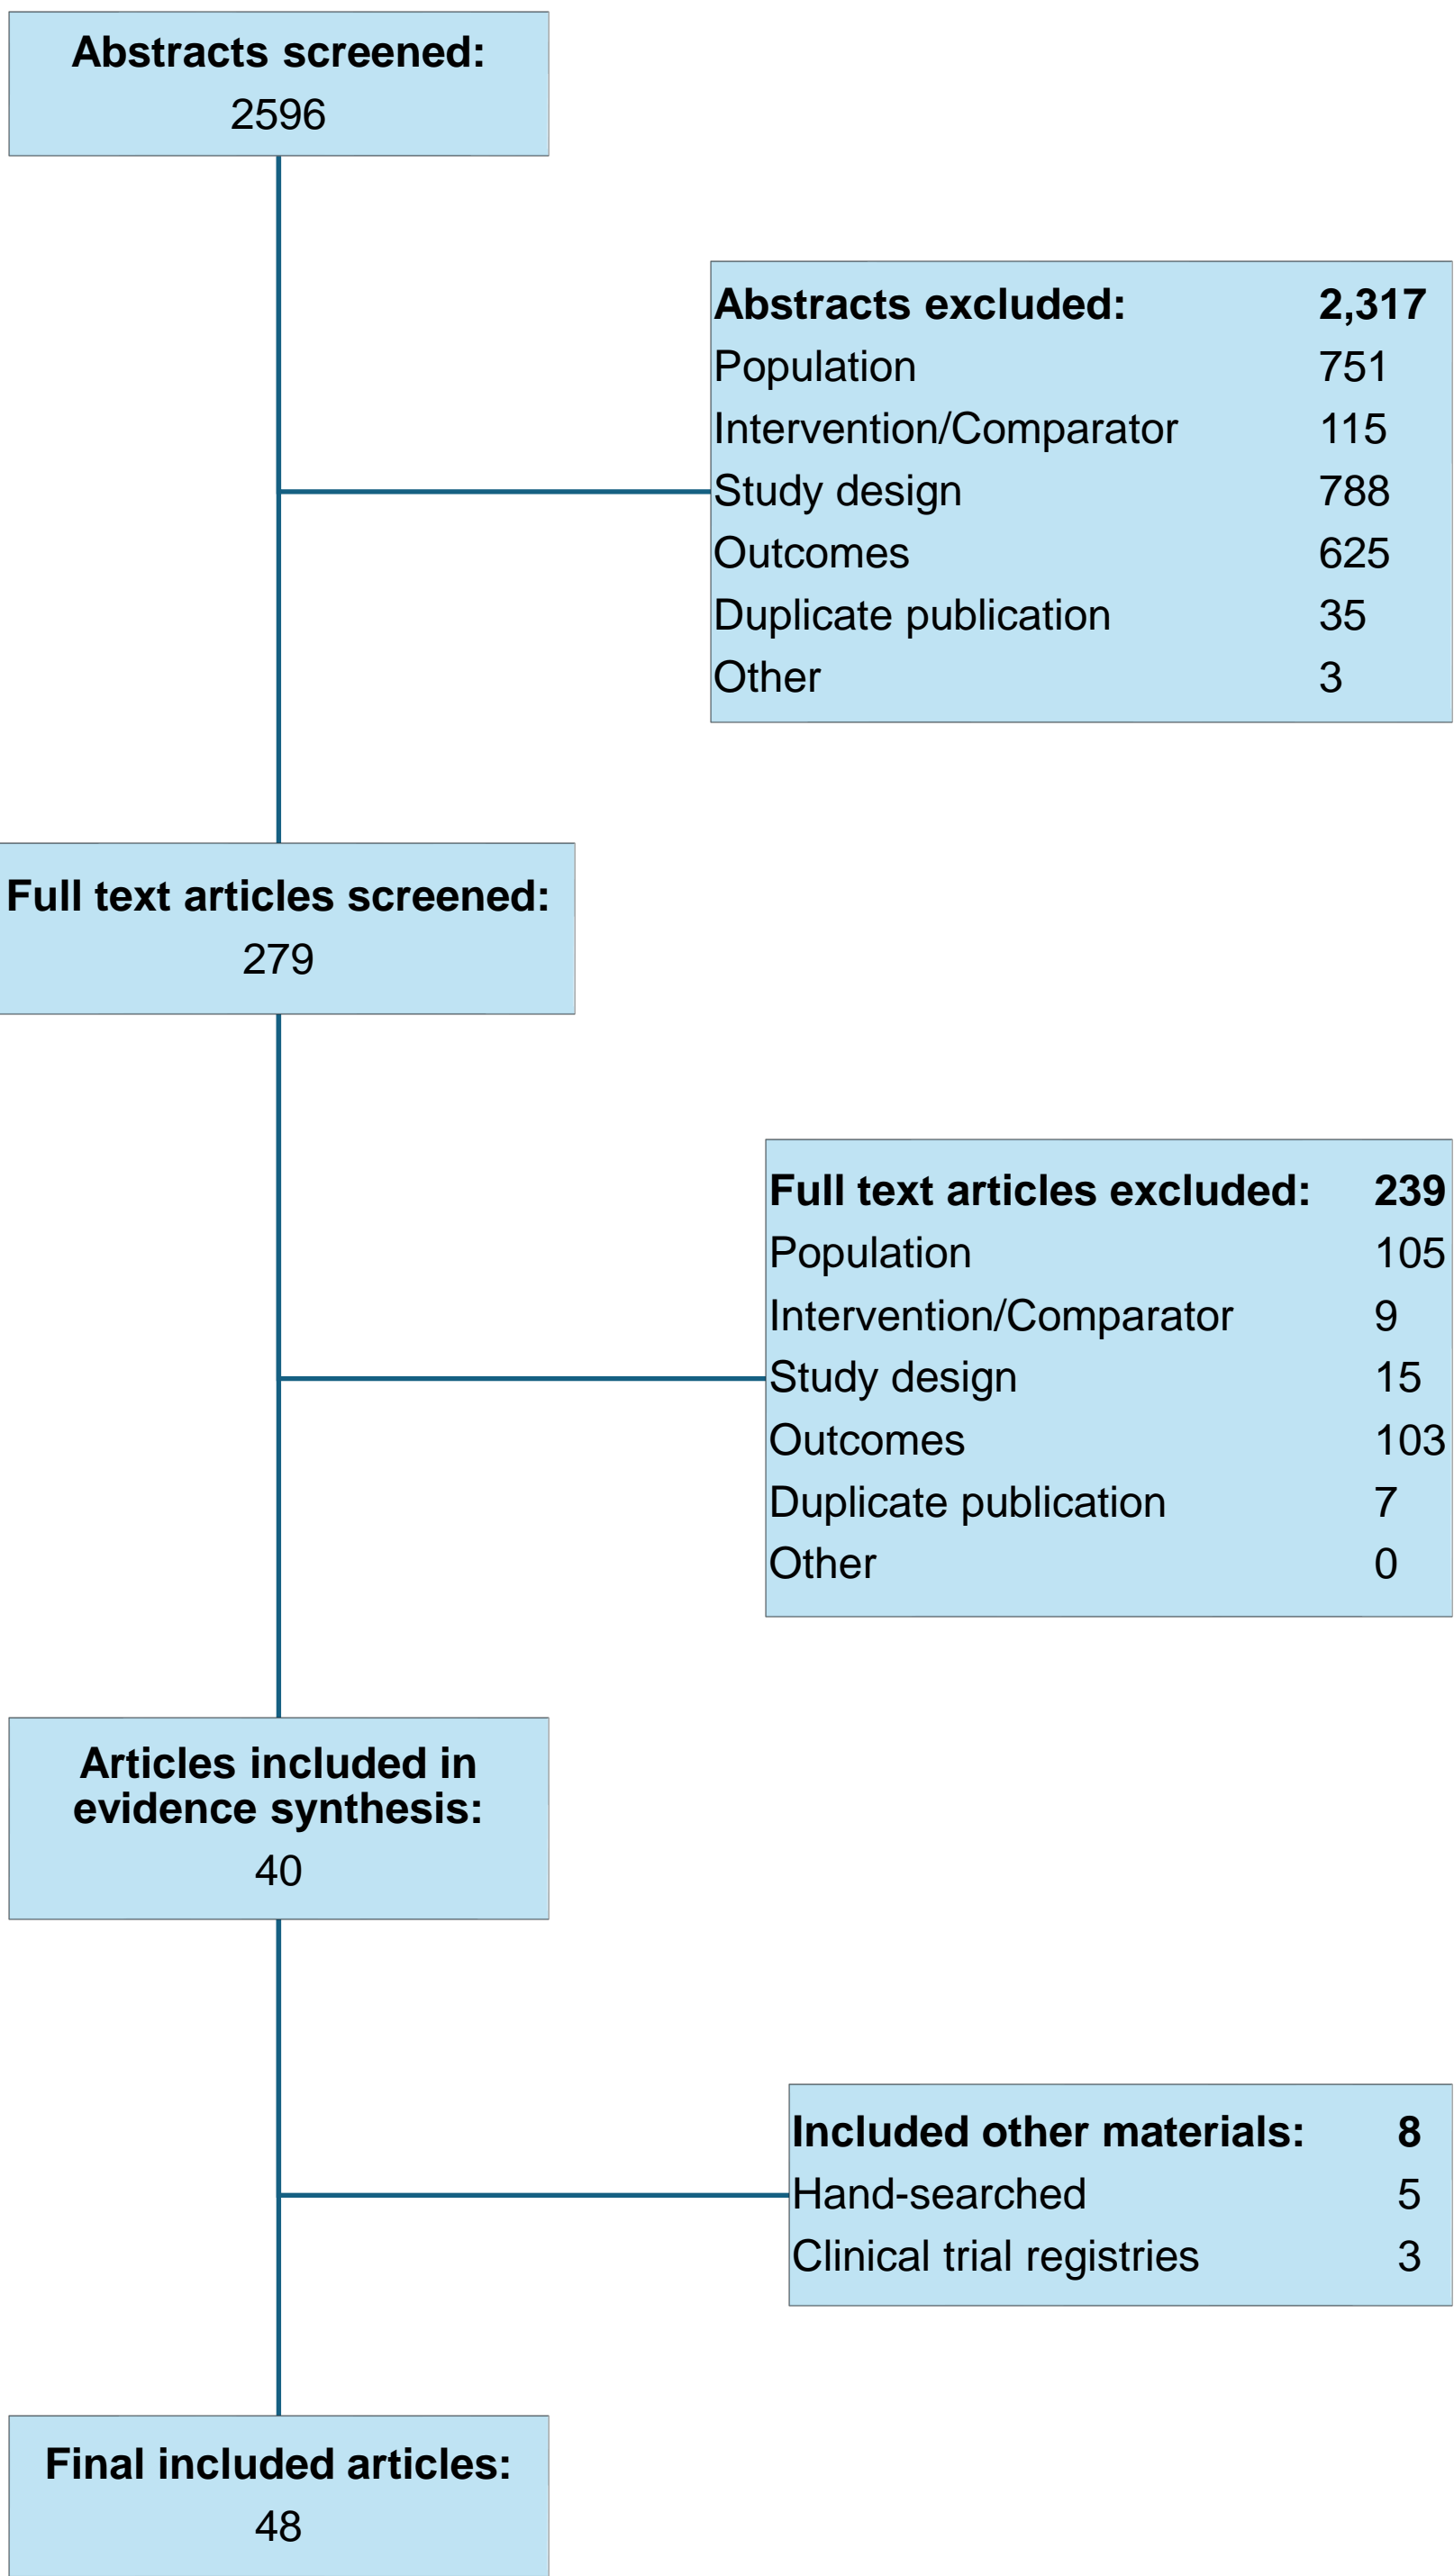 Abstracts screened:
2596
Abstracts excluded: 2,317
Population 751
Intervention/Comparator 115
Study design 788
Outcomes 625
Duplicate publication 35
Other 3
Full text articles screened:
279
Full text articles excluded: 239
Population 105
Intervention/Comparator 9
Study design 15
Outcomes 103
Duplicate publication 7
Other 0
Articles included in
evidence synthesis:
40
Included other materials: 8
Hand-searched 5
Clinical trial registries 3
Final included articles:
48